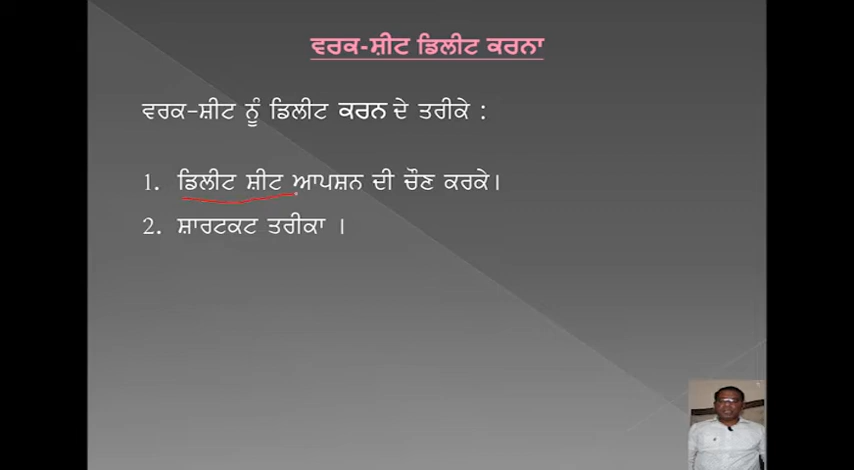 ਵਰਕ-ਸ਼ੀਟ ਡਿਲੀਟ ਕਰਨਾ
ਵਰਕ-ਸ਼ੀਟ ਨੂੰ ਡਿਲੀਟ ਕਰਨ ਦੇ ਤਰੀਕੇ :
1. ਡਿਲੀਟ ਸ਼ੀਟ ਆਪਸ਼ਨ ਦੀ ਚੌਣ ਕਰਕੇ।
2. ਸ਼ਾਰਟਕਟ ਤਰੀਕਾ ।